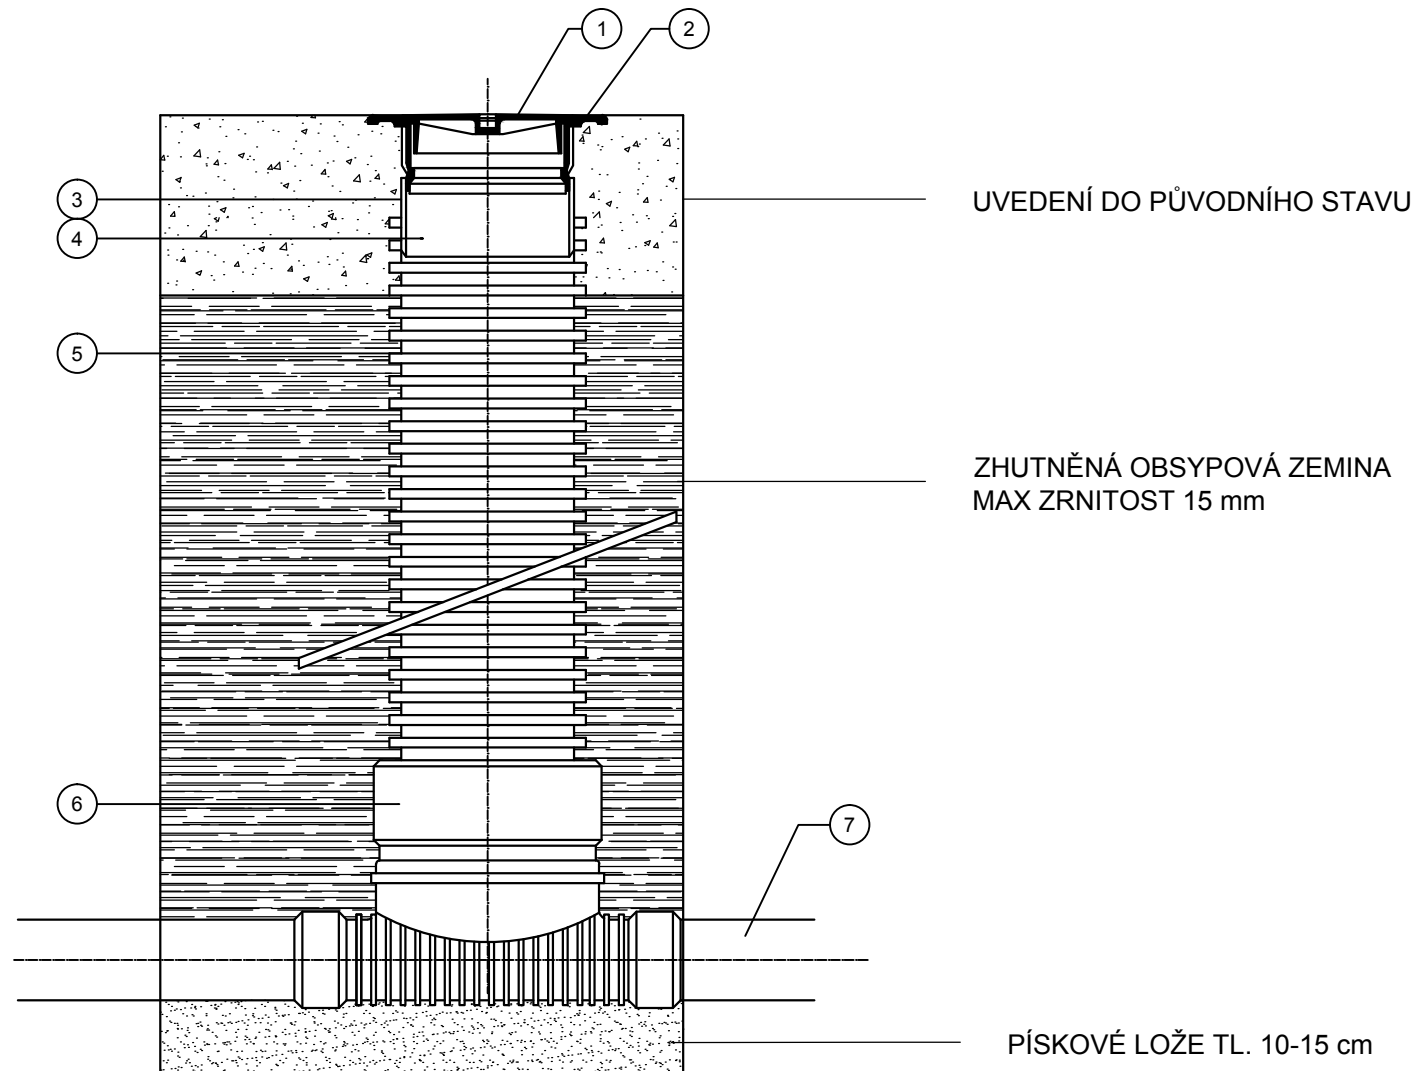 1
2
3
4
UVEDENÍ DO PŮVODNÍHO STAVU
5
ZHUTNĚNÁ OBSYPOVÁ ZEMINA
MAX ZRNITOST 15 mm
6
7
PÍSKOVÉ LOŽE TL. 10-15 cm